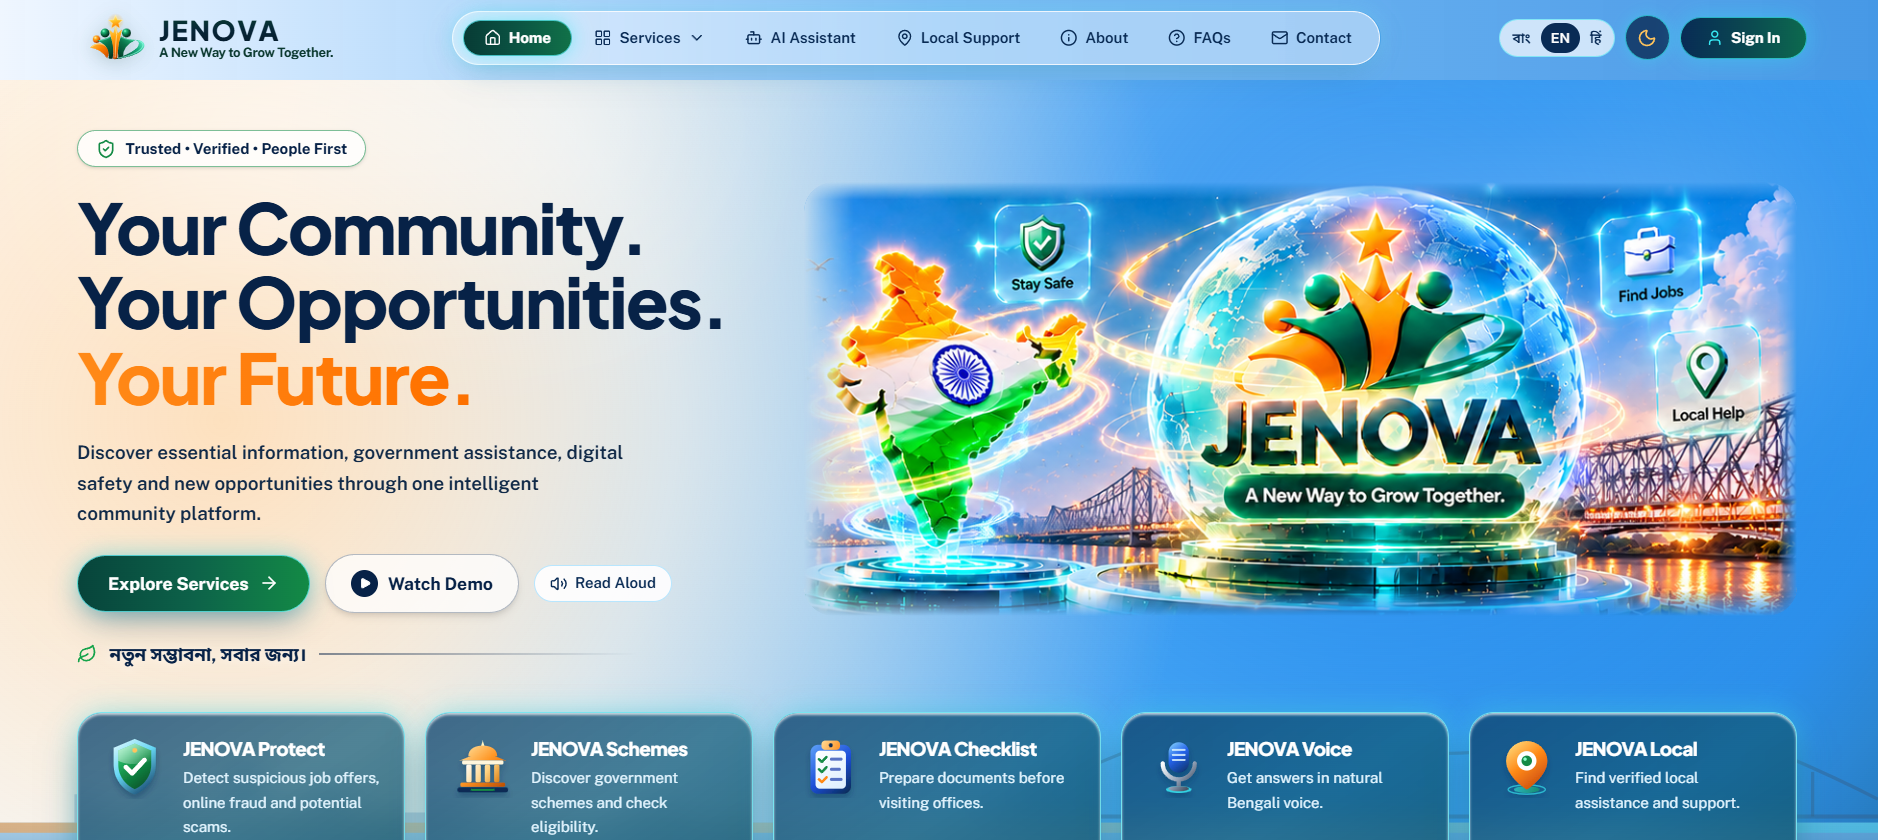 JENOVA
A New Way to Grow Together.
Home
Services
AI Assistant
Local Support
About
FAQs
Contact
বাং
EN
हिं
Sign In
Trusted • Verified • People First
Your Community.
Your Opportunities.
Your Future.
Discover essential information, government assistance, digital
safety and new opportunities through one intelligent
community platform.
Explore Services
Watch Demo
Read Aloud
নতুন সম্ভাবনা, সবার জন্য।
Stay Safe
Find Jobs
Local Help
JENOVA
A New Way to Grow Together.
JENOVA Protect
Detect suspicious job offers,
online fraud and potential
scams.
JENOVA Schemes
Discover government
schemes and check
eligibility.
JENOVA Checklist
Prepare documents before
visiting offices.
JENOVA Voice
Get answers in natural
Bengali voice.
JENOVA Local
Find verified local
assistance and support.